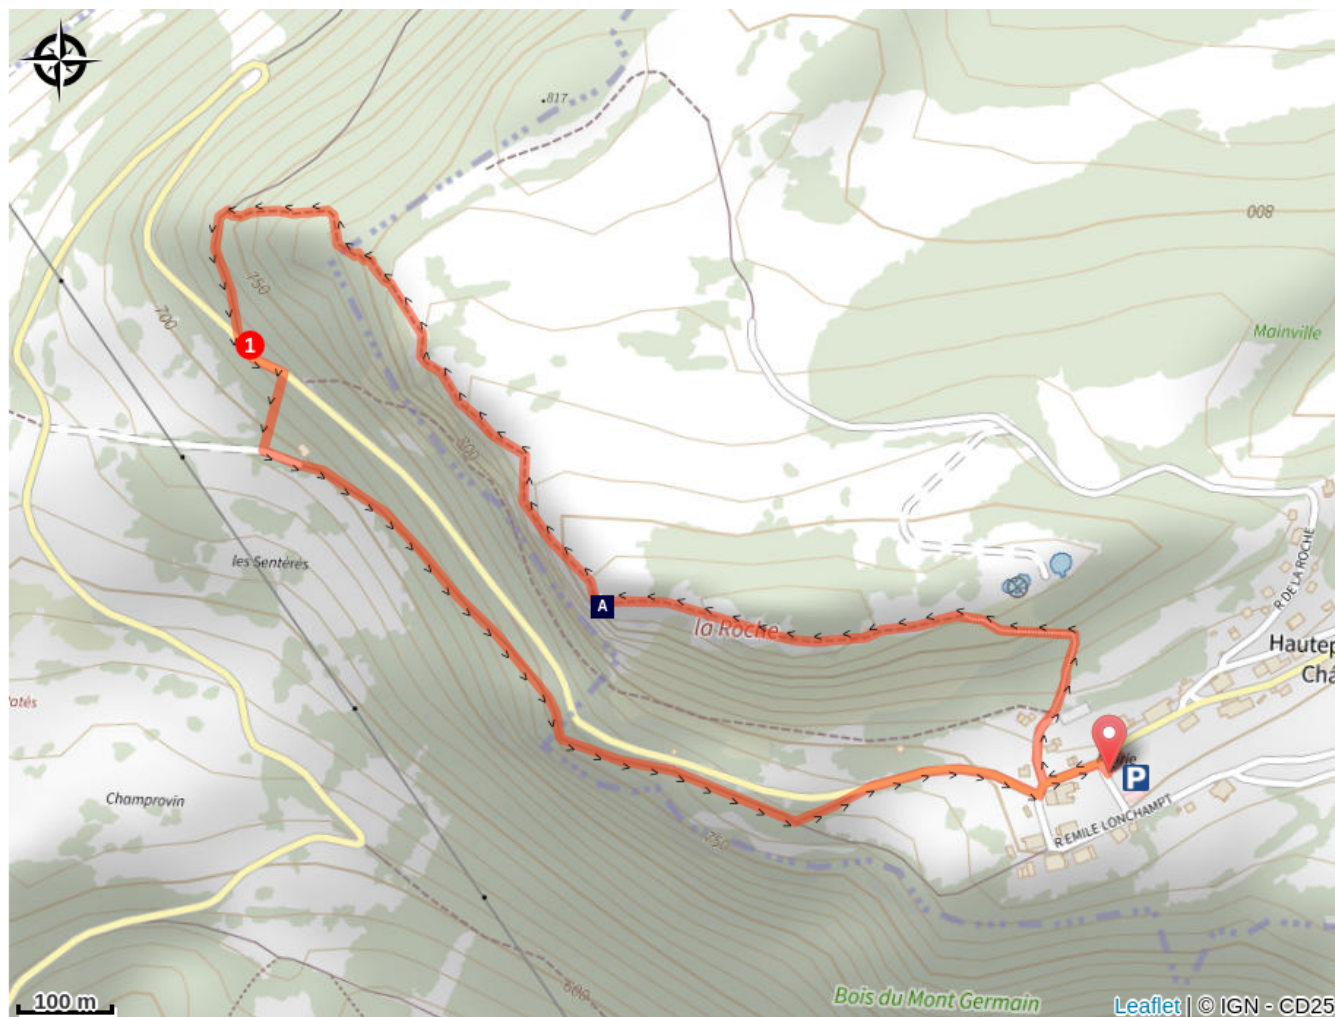 817
800
Mainville
750
700
1
800
les Sentères
A
la Roche
R DE LA ROCHE
Hautep
Châ
atés
P
Champrovin
R EMILE LONCHAMPT
750
600
Bois du Mont Germain
100 m
Leaflet | © IGN - CD25